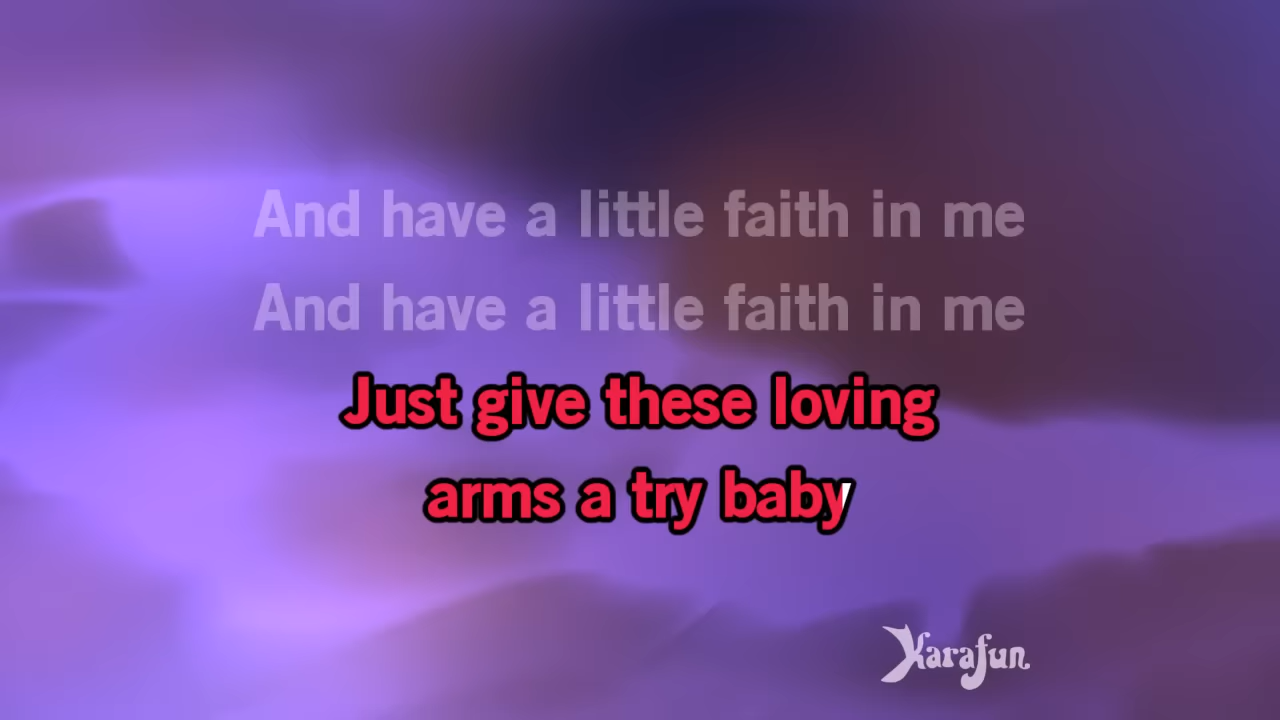 And have a little faith in me
And have a little faith in me
Just give these loving
arms a try baby
Karafun